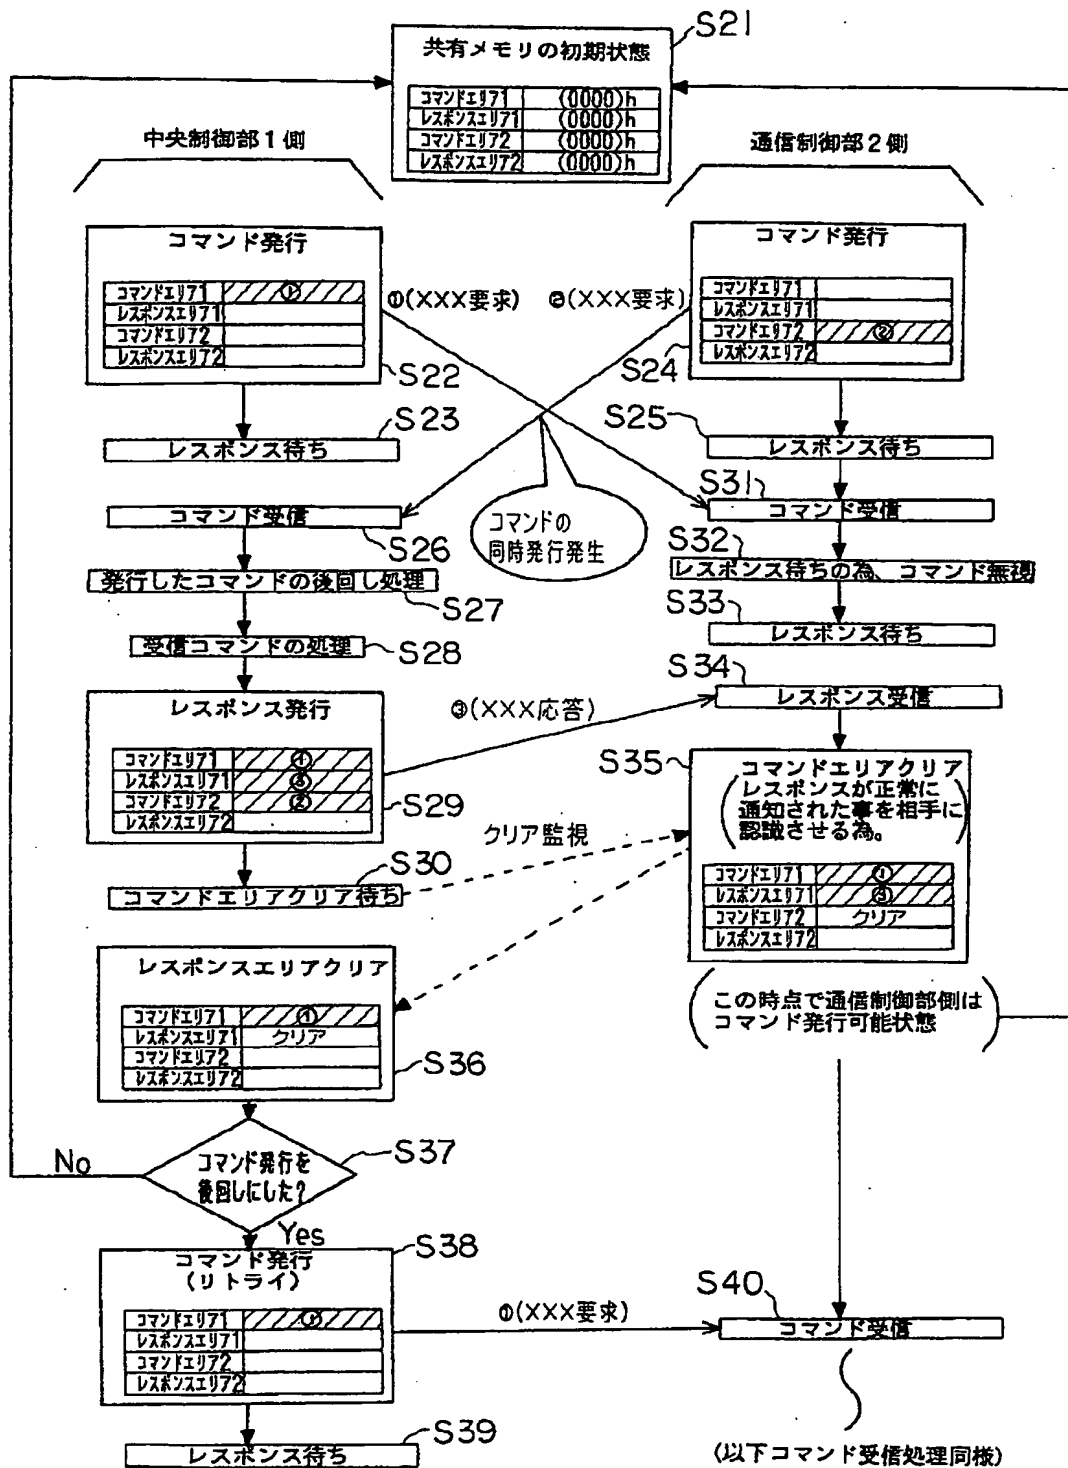 S21
共有メモリの初期状態
コマンドエリア1 (0000)h
レスポンスエリア1 (0000)h
コマンドエリア2 (0000)h
レスポンスエリア2 (0000)h
中央制御部1側
通信制御部2側
コマンド発行
コマンドエリア1 ①
レスポンスエリア1
コマンドエリア2
レスポンスエリア2
S22
①(×××要求)
②(×××要求)
コマンド発行
コマンドエリア1
レスポンスエリア1
コマンドエリア2 ②
レスポンスエリア2
S24
S23
レスポンス待ち
S25
レスポンス待ち
コマンドの
同時発行発生
コマンド受信
S26
S31
コマンド受信
発行したコマンドの後回し処理
S27
S32
レスポンス待ちの為、コマンド無視
受信コマンドの処理
S28
S33
レスポンス待ち
S34
レスポンス受信
レスポンス発行
コマンドエリア1 ①
レスポンスエリア1 ③
コマンドエリア2 ②
レスポンスエリア2
S29
③(×××応答)
S35
コマンドエリアクリア
(レスポンスが正常に
通知された事を相手に
認識させる為。)
コマンドエリア1 ①
レスポンスエリア1 ③
コマンドエリア2 クリア
レスポンスエリア2
クリア監視
S30
コマンドエリアクリア待ち
レスポンスエリアクリア
コマンドエリア1 ①
レスポンスエリア1 クリア
コマンドエリア2
レスポンスエリア2
S36
(この時点で通信制御部側は
コマンド発行可能状態)
コマンド発行を
後回しにした?
S37
No
Yes
S38
コマンド発行
(リトライ)
コマンドエリア1 ①
レスポンスエリア1
コマンドエリア2
レスポンスエリア2
①(×××要求)
S40
コマンド受信
S39
レスポンス待ち
(以下コマンド受信処理同様)